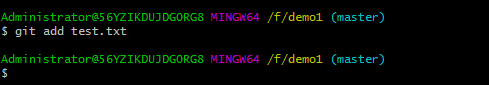 Administrator@56YZIKDUJDGORG8 MINGW64 /f/demo1 (master)
$ git add test.txt
Administrator@56YZIKDUJDGORG8 MINGW64 /f/demo1 (master)
$